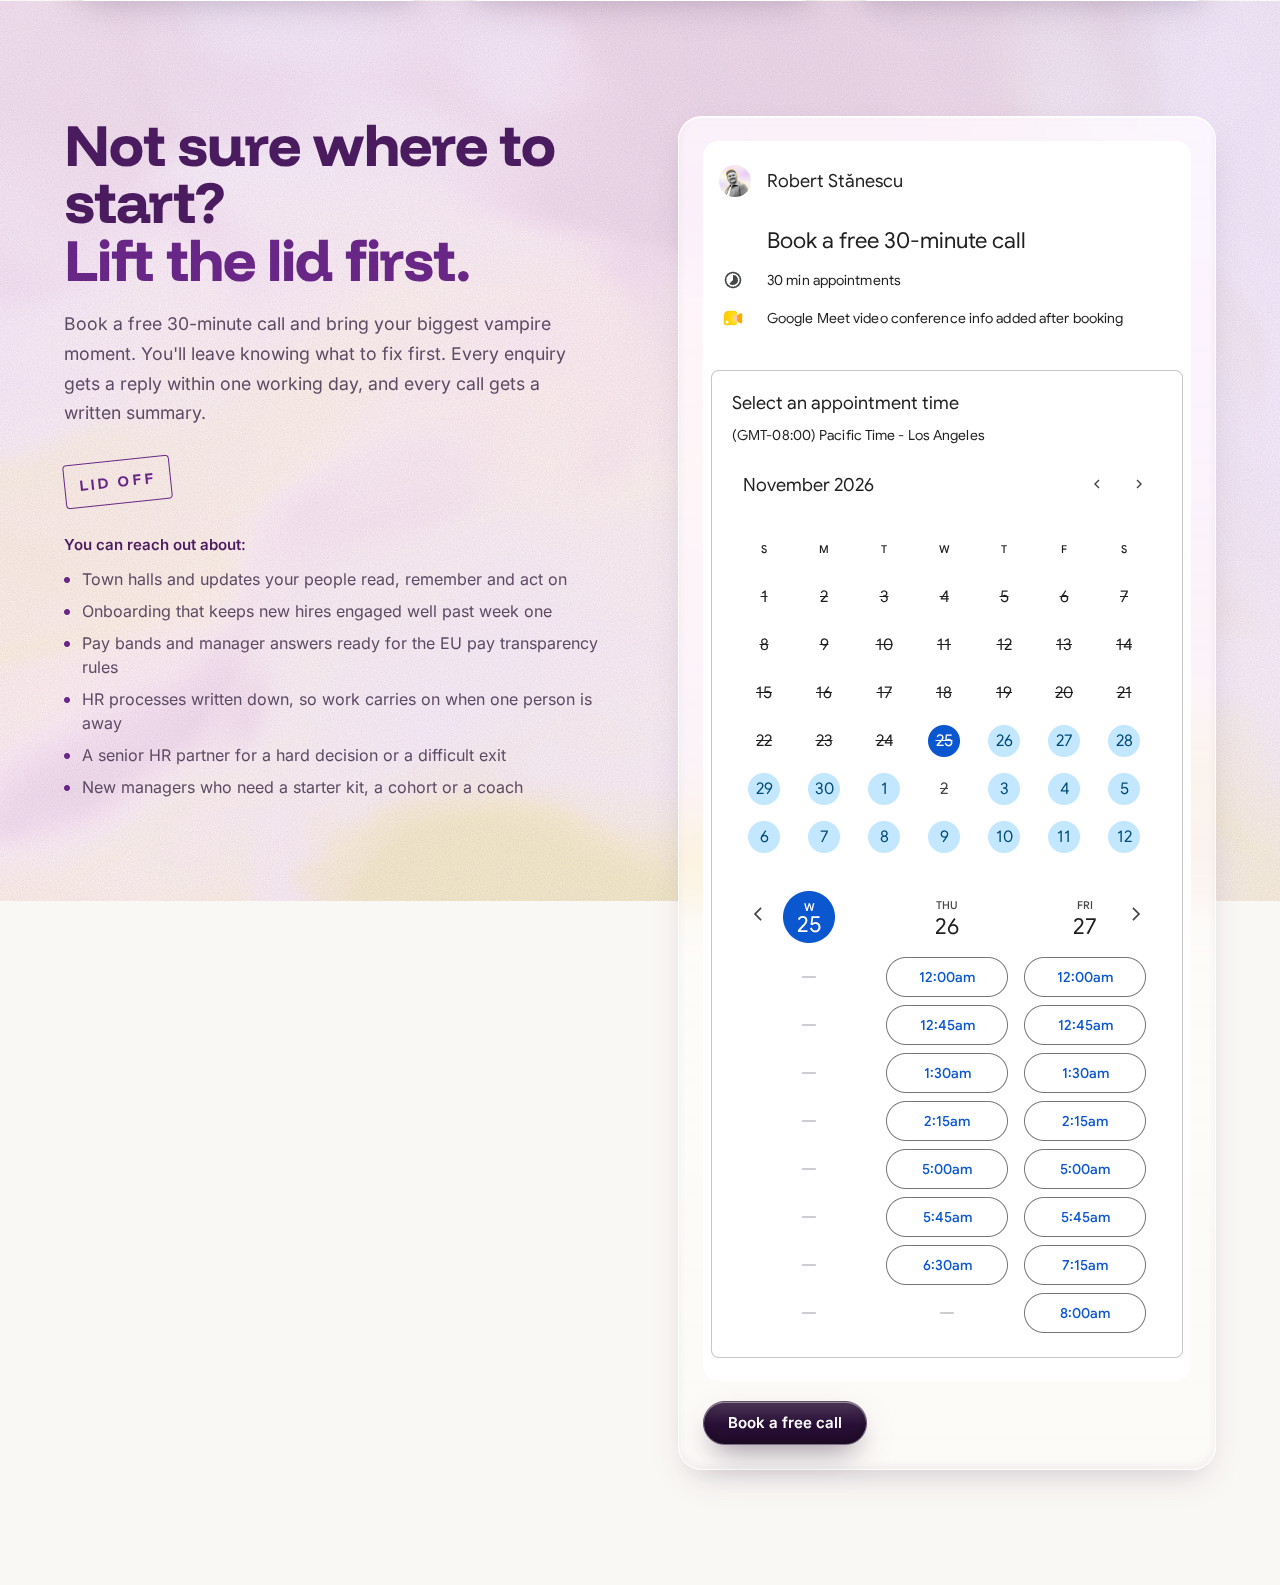 Not sure where to
start?
Lift the lid first.
Book a free 30-minute call and bring your biggest vampire
moment. You'll leave knowing what to fix first. Every enquiry
gets a reply within one working day, and every call gets a
written summary.
LID OFF
You can reach out about:
Town halls and updates your people read, remember and act on
Onboarding that keeps new hires engaged well past week one
Pay bands and manager answers ready for the EU pay transparency
rules
HR processes written down, so work carries on when one person is
away
A senior HR partner for a hard decision or a difficult exit
New managers who need a starter kit, a cohort or a coach
Robert Stănescu
Book a free 30-minute call
30 min appointments
Google Meet video conference info added after booking
Select an appointment time
(GMT-08:00) Pacific Time - Los Angeles
November 2026
S M T W T F S
1 2 3 4 5 6 7
8 9 10 11 12 13 14
15 16 17 18 19 20 21
22 23 24 25 26 27 28
29 30 1 2 3 4 5
6 7 8 9 10 11 12
W THU FRI
25 26 27
— 12:00am 12:00am
— 12:45am 12:45am
— 1:30am 1:30am
— 2:15am 2:15am
— 5:00am 5:00am
— 5:45am 5:45am
— 6:30am 7:15am
— — 8:00am
Book a free call